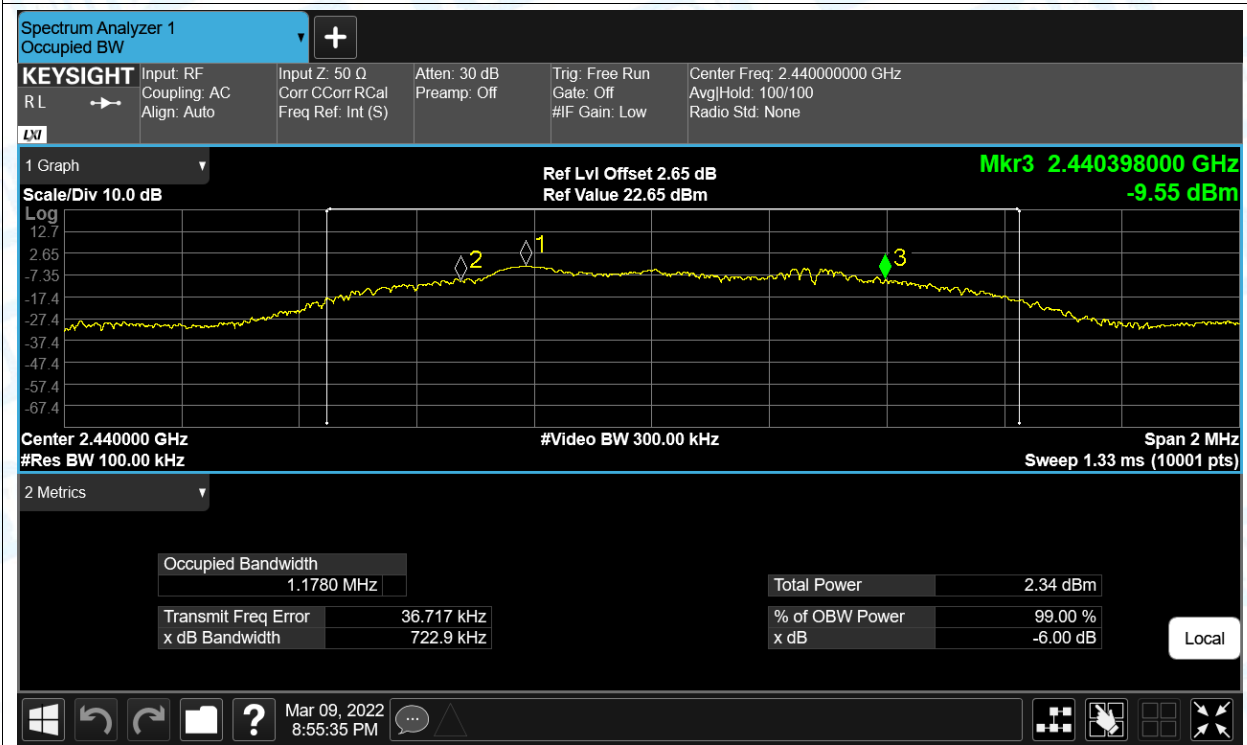 Spectrum Analyzer 1
Occupied BW
KEYSIGHT
R L
LXI
Input: RF
Coupling: AC
Align: Auto
Input Z: 50 Ω
Corr CCorr RCal
Freq Ref: Int (S)
Atten: 30 dB
Preamp: Off
Trig: Free Run
Gate: Off
#IF Gain: Low
Center Freq: 2.440000000 GHz
Avg|Hold: 100/100
Radio Std: None
1 Graph
Scale/Div 10.0 dB
Ref Lvl Offset 2.65 dB
Ref Value 22.65 dBm
Mkr3 2.440398000 GHz
-9.55 dBm
Log
12.7
2.65
-7.35
-17.4
-27.4
-37.4
-47.4
-57.4
-67.4
2
1
3
Center 2.440000 GHz
#Res BW 100.00 kHz
#Video BW 300.00 kHz
Span 2 MHz
Sweep 1.33 ms (10001 pts)
2 Metrics
Occupied Bandwidth
1.1780 MHz
Transmit Freq Error 36.717 kHz
x dB Bandwidth 722.9 kHz
Total Power 2.34 dBm
% of OBW Power 99.00 %
x dB -6.00 dB
Local
?
Mar 09, 2022
8:55:35 PM